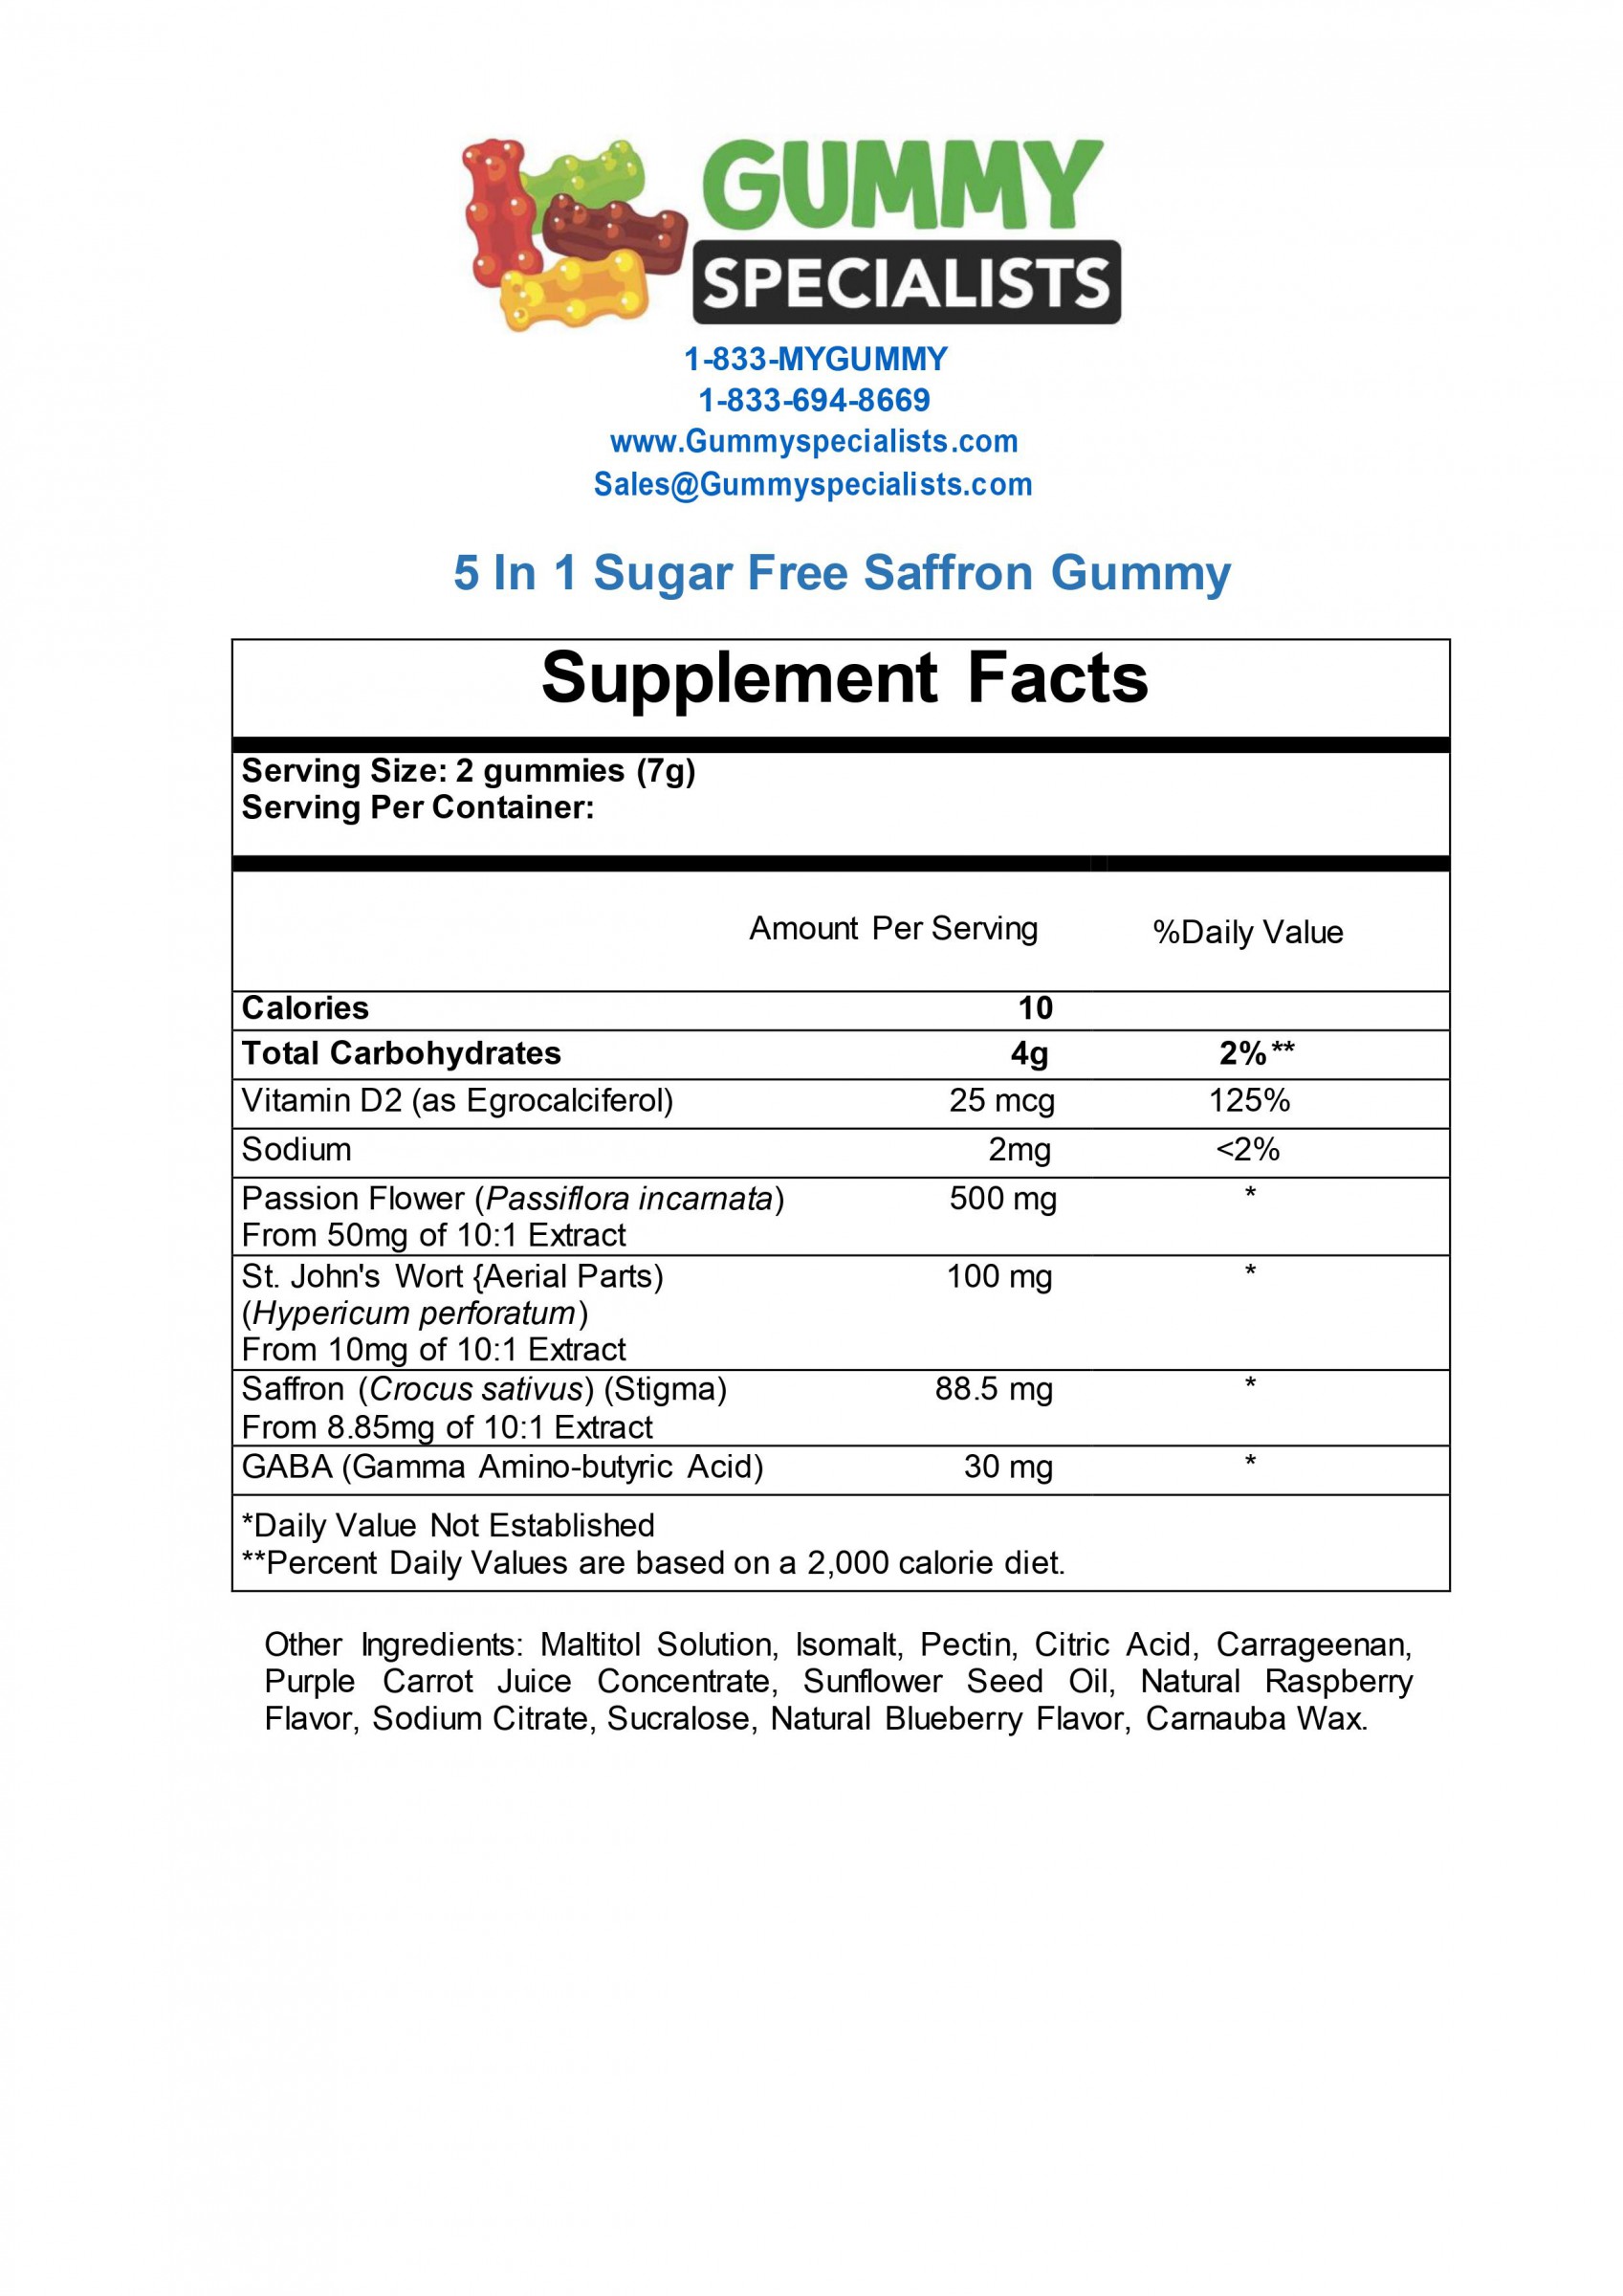 GUMMY
SPECIALISTS
1-833-MYGUMMY
1-833-694-8669
www.Gummyspecialists.com
Sales@Gummyspecialists.com
5 In 1 Sugar Free Saffron Gummy
Supplement Facts
Serving Size: 2 gummies (7g)
Serving Per Container:
Amount Per Serving %Daily Value
Calories 10
Total Carbohydrates 4g 2%**
Vitamin D2 (as Egrocalciferol) 25 mcg 125%
Sodium 2mg <2%
Passion Flower (Passiflora incarnata) 500 mg *
From 50mg of 10:1 Extract
St. John's Wort {Aerial Parts) 100 mg *
(Hypericum perforatum)
From 10mg of 10:1 Extract
Saffron (Crocus sativus) (Stigma) 88.5 mg *
From 8.85mg of 10:1 Extract
GABA (Gamma Amino-butyric Acid) 30 mg *
*Daily Value Not Established
**Percent Daily Values are based on a 2,000 calorie diet.
Other Ingredients: Maltitol Solution, Isomalt, Pectin, Citric Acid, Carrageenan,
Purple Carrot Juice Concentrate, Sunflower Seed Oil, Natural Raspberry
Flavor, Sodium Citrate, Sucralose, Natural Blueberry Flavor, Carnauba Wax.